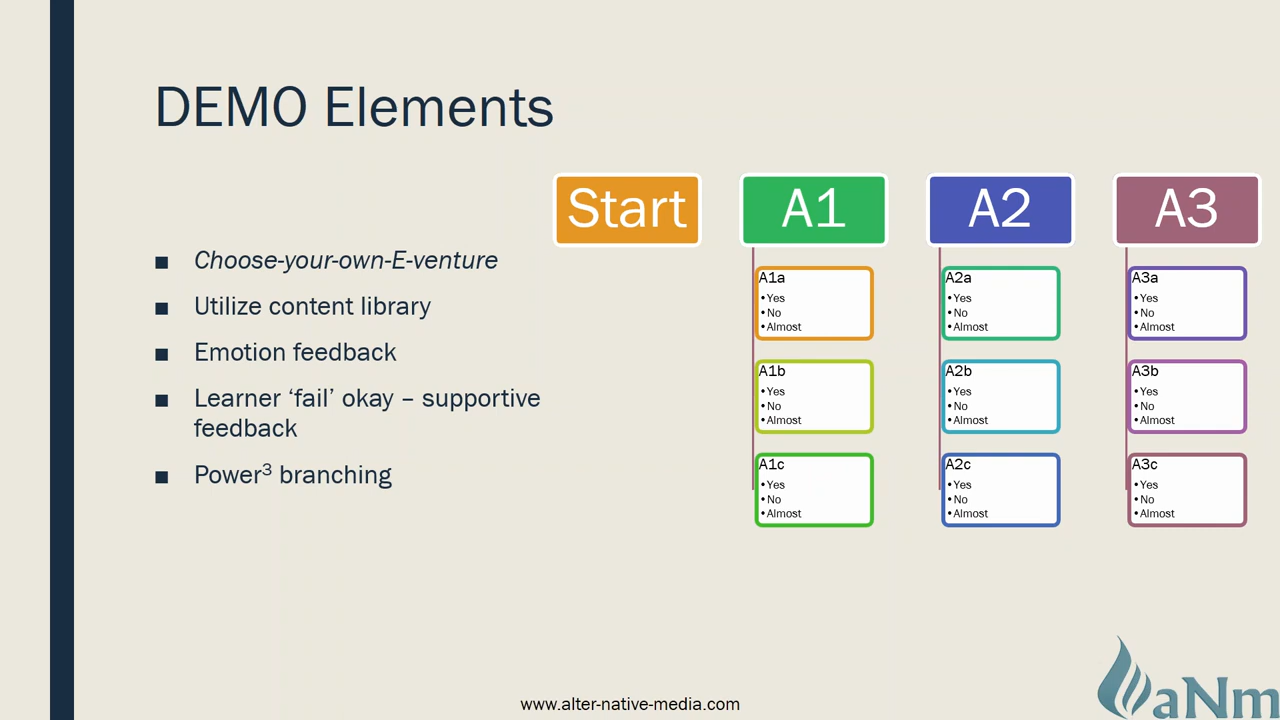 DEMO Elements
Start
A1
A2
A3
■ Choose-your-own-E-venture
■ Utilize content library
■ Emotion feedback
■ Learner ‘fail’ okay – supportive
feedback
■ Power³ branching
A1a
•Yes
•No
•Almost
A1b
•Yes
•No
•Almost
A1c
•Yes
•No
•Almost
A2a
•Yes
•No
•Almost
A2b
•Yes
•No
•Almost
A2c
•Yes
•No
•Almost
A3a
•Yes
•No
•Almost
A3b
•Yes
•No
•Almost
A3c
•Yes
•No
•Almost
www.alter-native-media.com
aNm